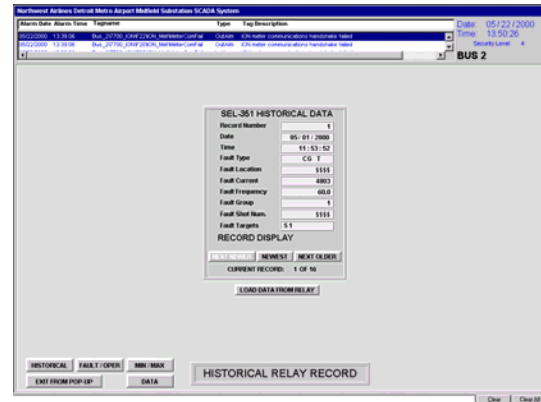 Northwest Airlines Detroit Metro Airport Midfield Substation SCADA System
Alarm Date Alarm Time Tagname Type Tag Description
05/22/2000 13:39:06 OutAlm ION meter communications handshake failed
05/22/2000 13:39:06 OutAlm ION meter communications handshake failed
Date: 05/22/2000
Time: 13:50:26
Security Level 4
BUS 2
SEL-351 HISTORICAL DATA
Record Number 1
Date 05/01/2000
Time 11:53:52
Fault Type CG T
Fault Location $$$$
Fault Current 4803
Fault Frequency 60.0
Fault Group 1
Fault Shot Num. $$$$
Fault Targets 51
RECORD DISPLAY
NEXT NEWER NEWEST NEXT OLDER
CURRENT RECORD: 1 OF 16
LOAD DATA FROM RELAY
HISTORICAL FAULT / OPER MIN / MAX
EXIT FROM POP-UP DATA
HISTORICAL RELAY RECORD
Clear Clear All